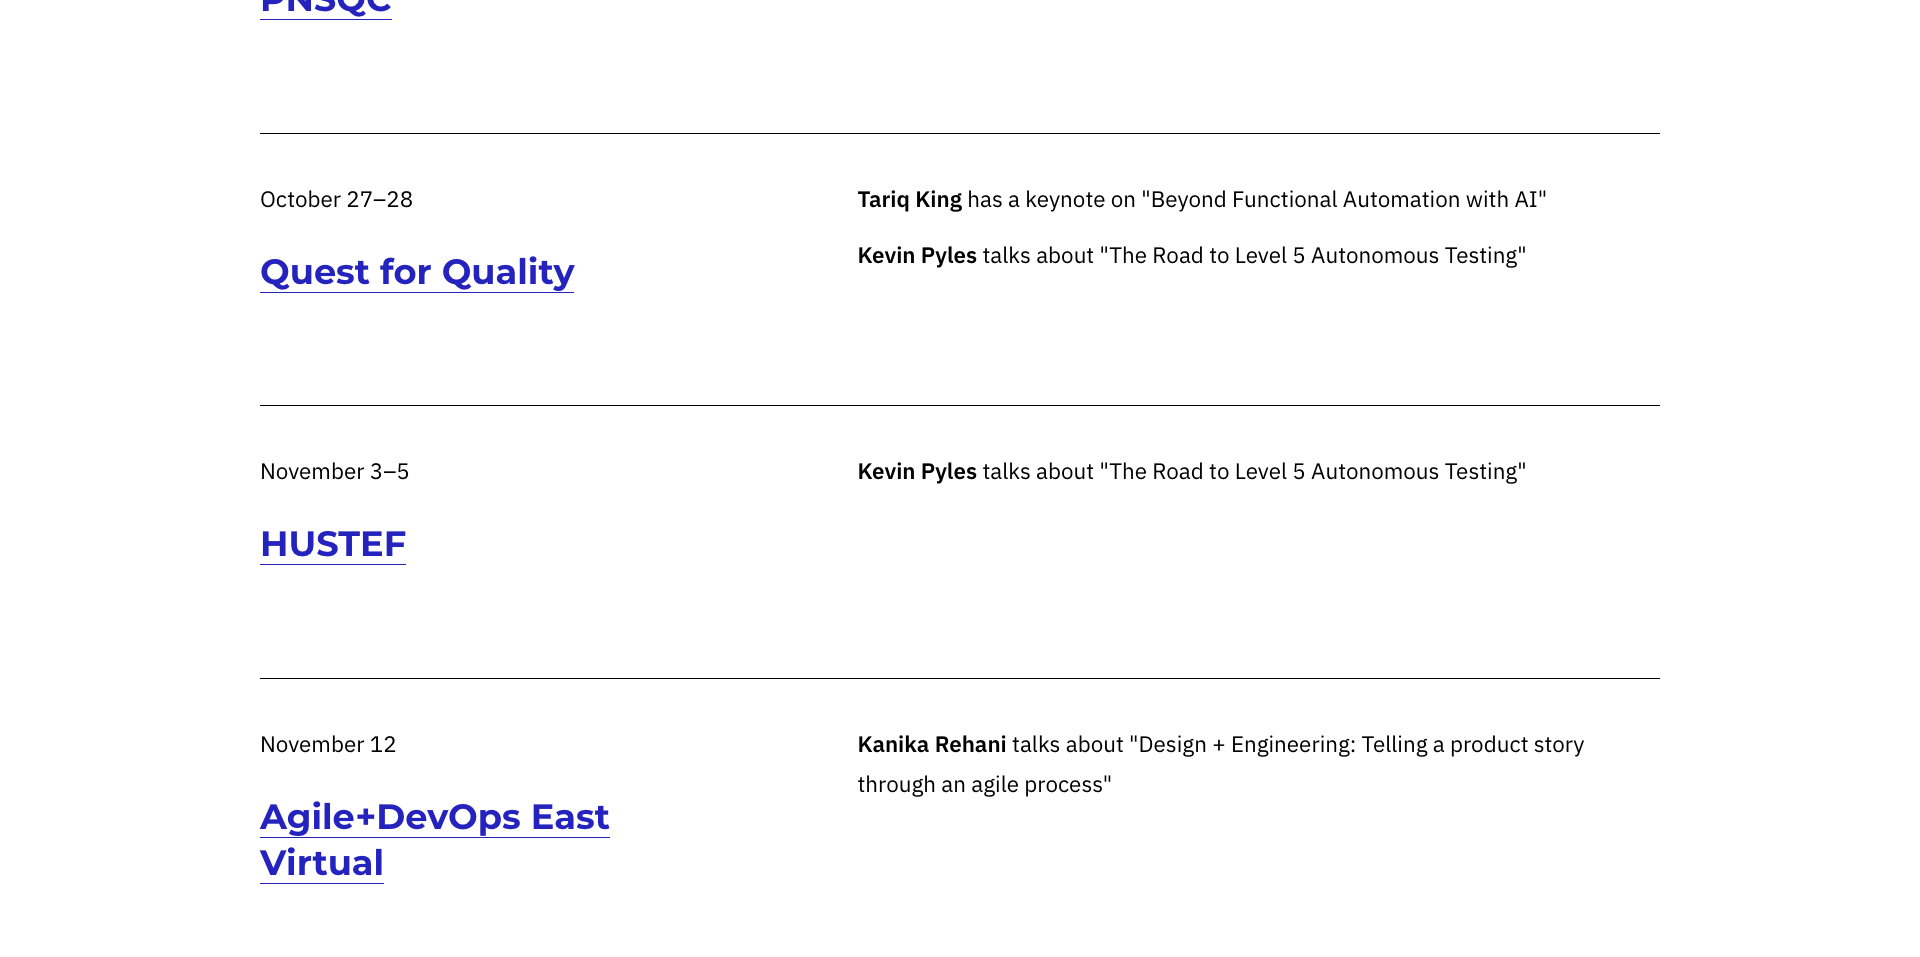 PNSQC
October 27–28
Quest for Quality
Tariq King has a keynote on "Beyond Functional Automation with AI"
Kevin Pyles talks about "The Road to Level 5 Autonomous Testing"
November 3–5
HUSTEF
Kevin Pyles talks about "The Road to Level 5 Autonomous Testing"
November 12
Agile+DevOps East
Virtual
Kanika Rehani talks about "Design + Engineering: Telling a product story
through an agile process"